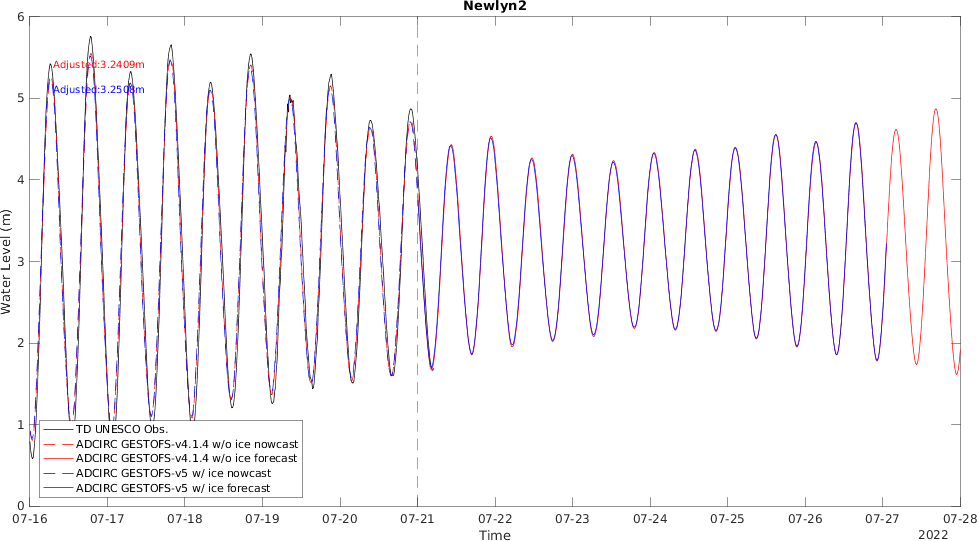 Newlyn2
6
5
4
3
2
1
0
Water Level (m)
Adjusted:3.2409m
Adjusted:3.2508m
TD UNESCO Obs.
ADCIRC GESTOFS-v4.1.4 w/o ice nowcast
ADCIRC GESTOFS-v4.1.4 w/o ice forecast
ADCIRC GESTOFS-v5 w/ ice nowcast
ADCIRC GESTOFS-v5 w/ ice forecast
07-16 07-17 07-18 07-19 07-20 07-21 07-22 07-23 07-24 07-25 07-26 07-27 07-28
Time
2022